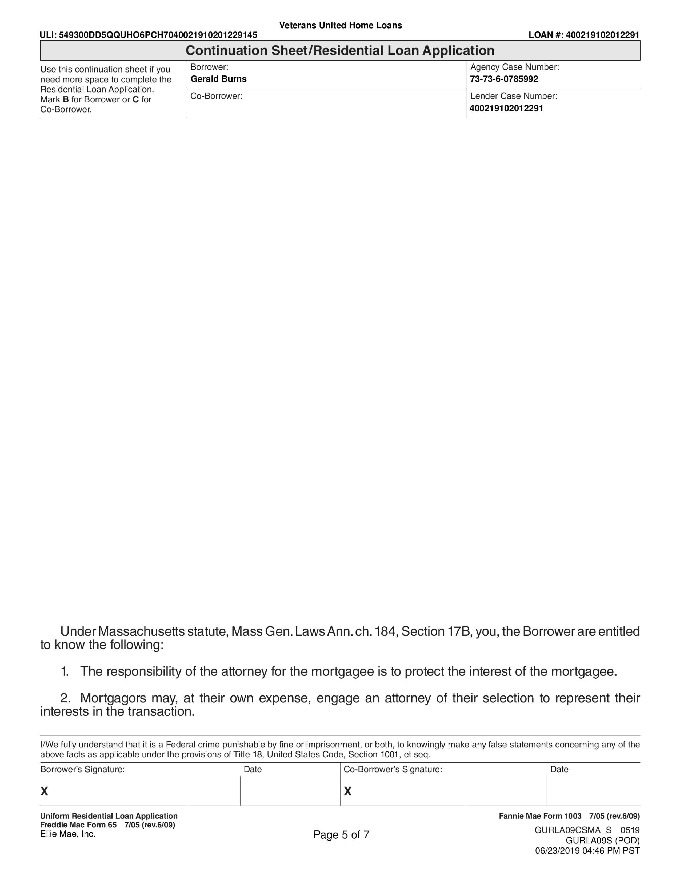 Veterans United Home Loans
ULI: 549300DD5QQUHO6PCH7040021910201229145
LOAN #: 400219102012291
Continuation Sheet/Residential Loan Application
Use this continuation sheet if you
need more space to complete the
Residential Loan Application.
Mark B for Borrower or C for
Co-Borrower.
Borrower:
Gerald Burns
Agency Case Number:
73-73-6-0785992
Co-Borrower:
Lender Case Number:
400219102012291
Under Massachusetts statute, Mass Gen. Laws Ann. ch. 184, Section 17B, you, the Borrower are entitled
to know the following:
1. The responsibility of the attorney for the mortgagee is to protect the interest of the mortgagee.
2. Mortgagors may, at their own expense, engage an attorney of their selection to represent their
interests in the transaction.
I/We fully understand that it is a Federal crime punishable by fine or imprisonment, or both, to knowingly make any false statements concerning any of the
above facts as applicable under the provisions of Title 18, United States Code, Section 1001, et seq.
Borrower's Signature:
Date
Co-Borrower's Signature:
Date
X
X
Uniform Residential Loan Application
Freddie Mac Form 65 7/05 (rev.6/09)
Ellie Mae, Inc.
Page 5 of 7
Fannie Mae Form 1003 7/05 (rev.6/09)
GURLA09CSMA_S 0519
GURLA09S (POD)
06/23/2019 04:46 PM PST